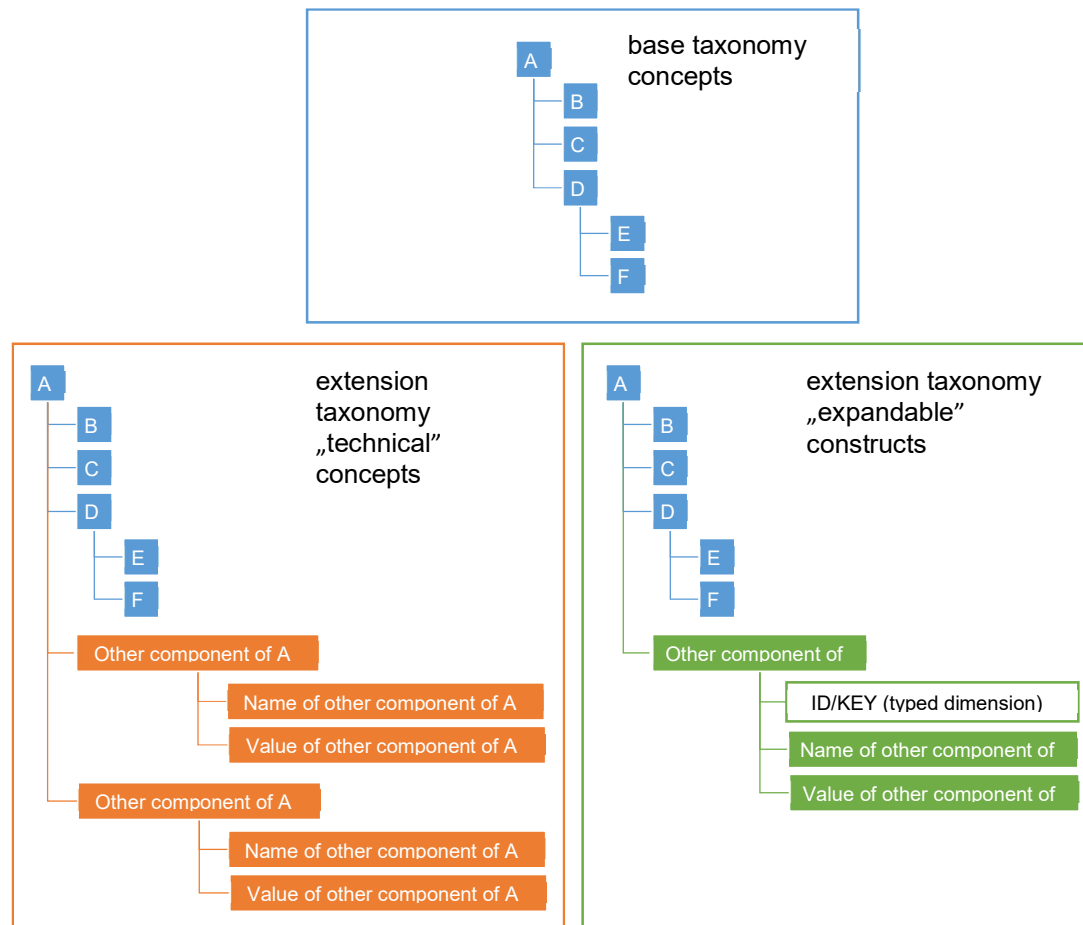 base taxonomy
concepts
A
B
C
D
E
F
extension
taxonomy
„technical”
concepts
A
B
C
D
E
F
Other component of A
Name of other component of A
Value of other component of A
Other component of A
Name of other component of A
Value of other component of A
extension taxonomy
„expandable”
constructs
A
B
C
D
E
F
Other component of
ID/KEY (typed dimension)
Name of other component of
Value of other component of